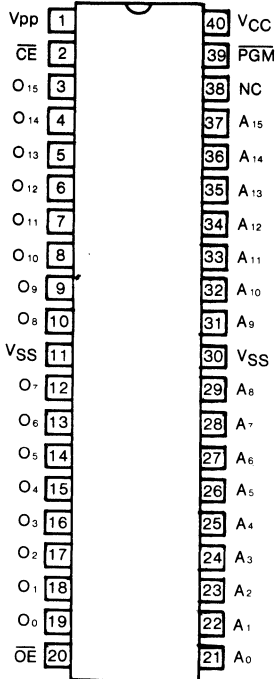 Vpp 1 40 VCC
CE 2 39 PGM
O15 3 38 NC
O14 4 37 A15
O13 5 36 A14
O12 6 35 A13
O11 7 34 A12
O10 8 33 A11
O9 9 32 A10
O8 10 31 A9
VSS 11 30 VSS
O7 12 29 A8
O6 13 28 A7
O5 14 27 A6
O4 15 26 A5
O3 16 25 A4
O2 17 24 A3
O1 18 23 A2
O0 19 22 A1
OE 20 21 A0